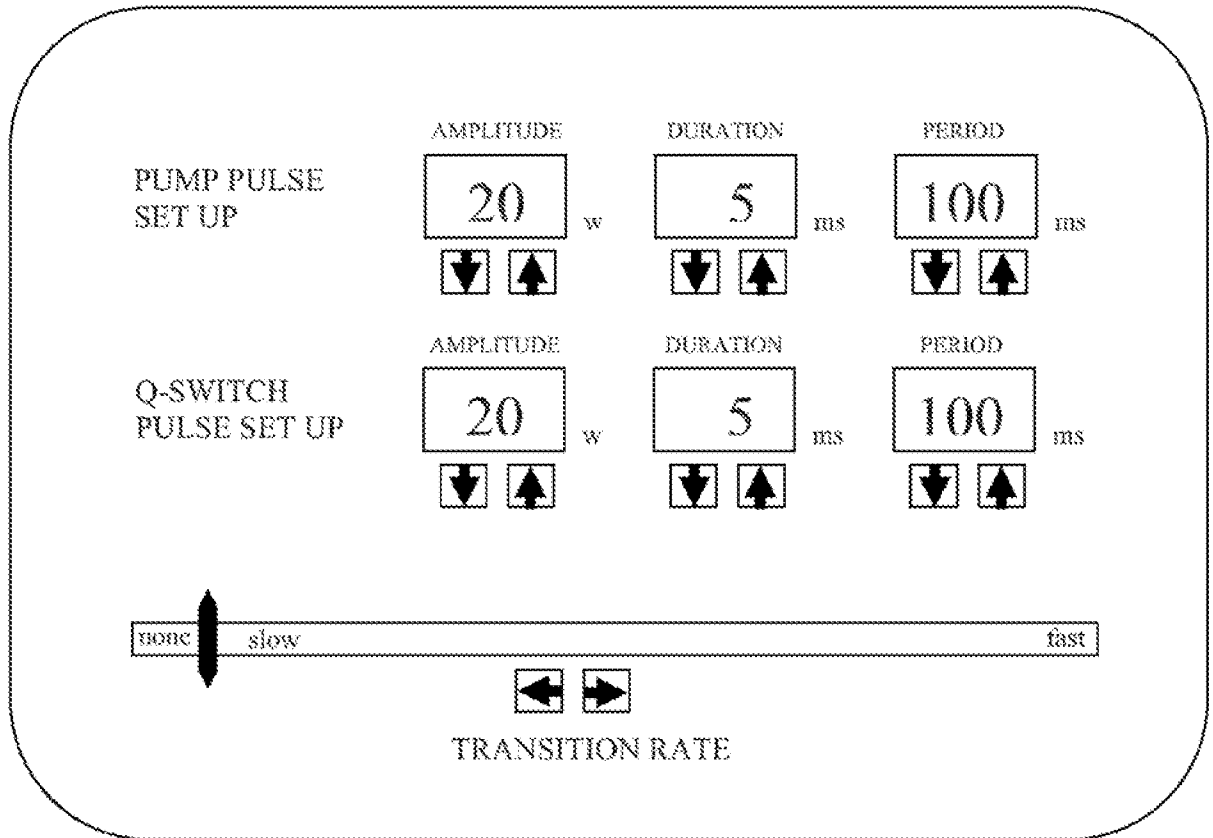 AMPLITUDE DURATION PERIOD
PUMP PULSE
SET UP
20 w 5 ms 100 ms
AMPLITUDE DURATION PERIOD
Q-SWITCH
PULSE SET UP
20 w 5 ms 100 ms
none slow fast
TRANSITION RATE